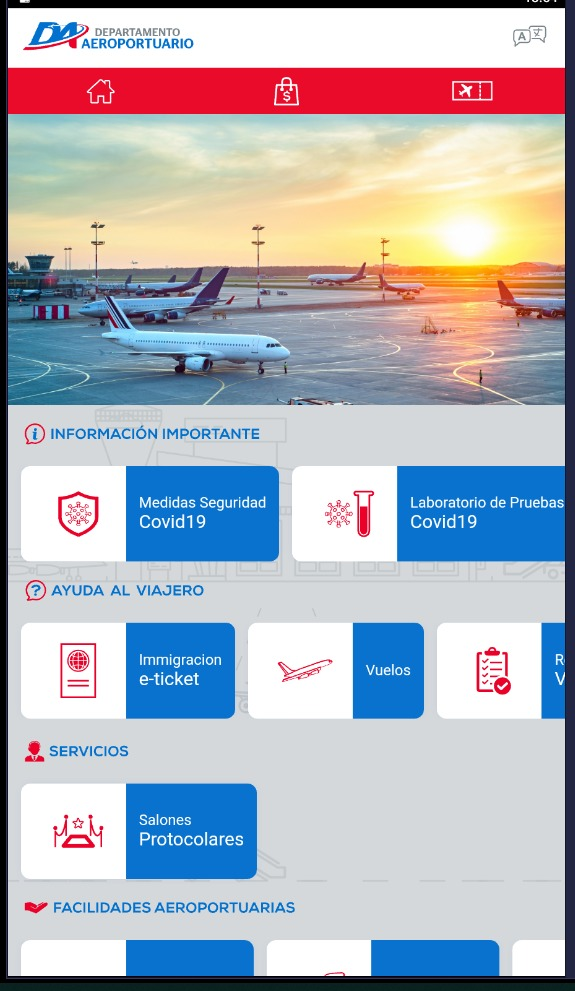 DA DEPARTAMENTO
AEROPORTUARIO
A
$
INFORMACIÓN IMPORTANTE
Medidas Seguridad
Covid19
Laboratorio de Pruebas
Covid19
? AYUDA AL VIAJERO
Immigracion
e-ticket
Vuelos
SERVICIOS
Salones
Protocolares
FACILIDADES AEROPORTUARIAS